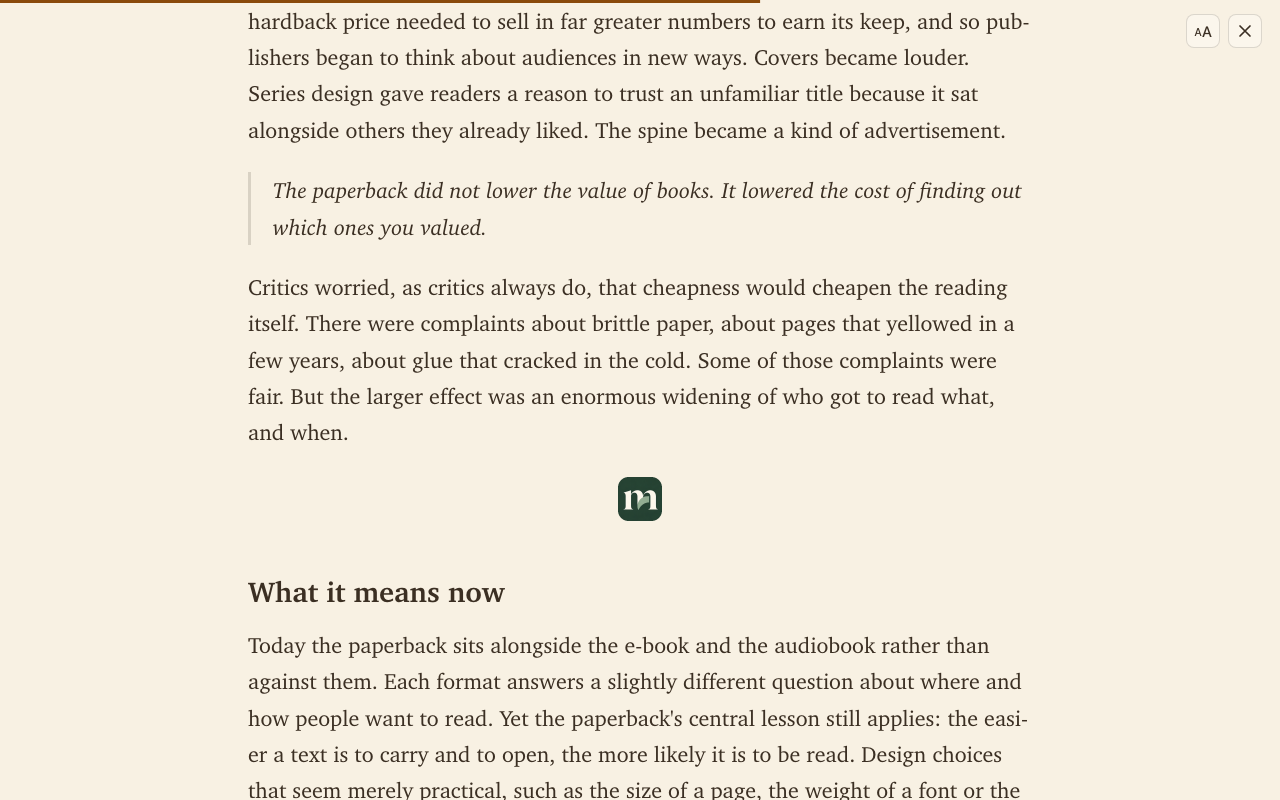 hardback price needed to sell in far greater numbers to earn its keep, and so pub-
lishers began to think about audiences in new ways. Covers became louder.
Series design gave readers a reason to trust an unfamiliar title because it sat
alongside others they already liked. The spine became a kind of advertisement.
The paperback did not lower the value of books. It lowered the cost of finding out
which ones you valued.
Critics worried, as critics always do, that cheapness would cheapen the reading
itself. There were complaints about brittle paper, about pages that yellowed in a
few years, about glue that cracked in the cold. Some of those complaints were
fair. But the larger effect was an enormous widening of who got to read what,
and when.
m
What it means now
Today the paperback sits alongside the e-book and the audiobook rather than
against them. Each format answers a slightly different question about where and
how people want to read. Yet the paperback's central lesson still applies: the easi-
er a text is to carry and to open, the more likely it is to be read. Design choices
that seem merely practical, such as the size of a page, the weight of a font or the
AA